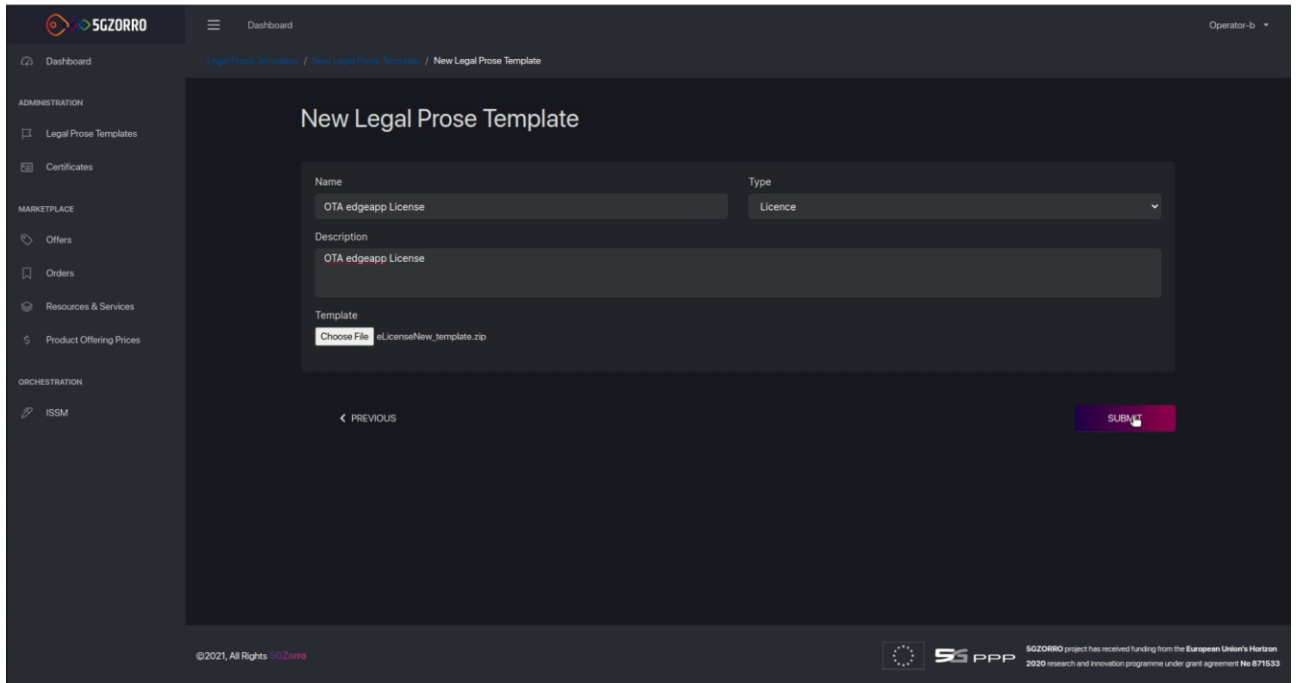 5GZORRO
Dashboard
Operator-b
Dashboard
Legal Prose Templates / New Legal Prose Template / New Legal Prose Template
ADMINISTRATION
Legal Prose Templates
Certificates
MARKETPLACE
Offers
Orders
Resources & Services
Product Offering Prices
ORCHESTRATION
ISSM
New Legal Prose Template
Name
Type
OTA edgeapp License
Licence
Description
OTA edgeapp License
Template
Choose File eLicenseNew_template.zip
PREVIOUS
SUBMIT
©2021, All Rights 5GZorro
5G PPP
5GZORRO project has received funding from the European Union's Horizon
2020 research and innovation programme under grant agreement No 871533